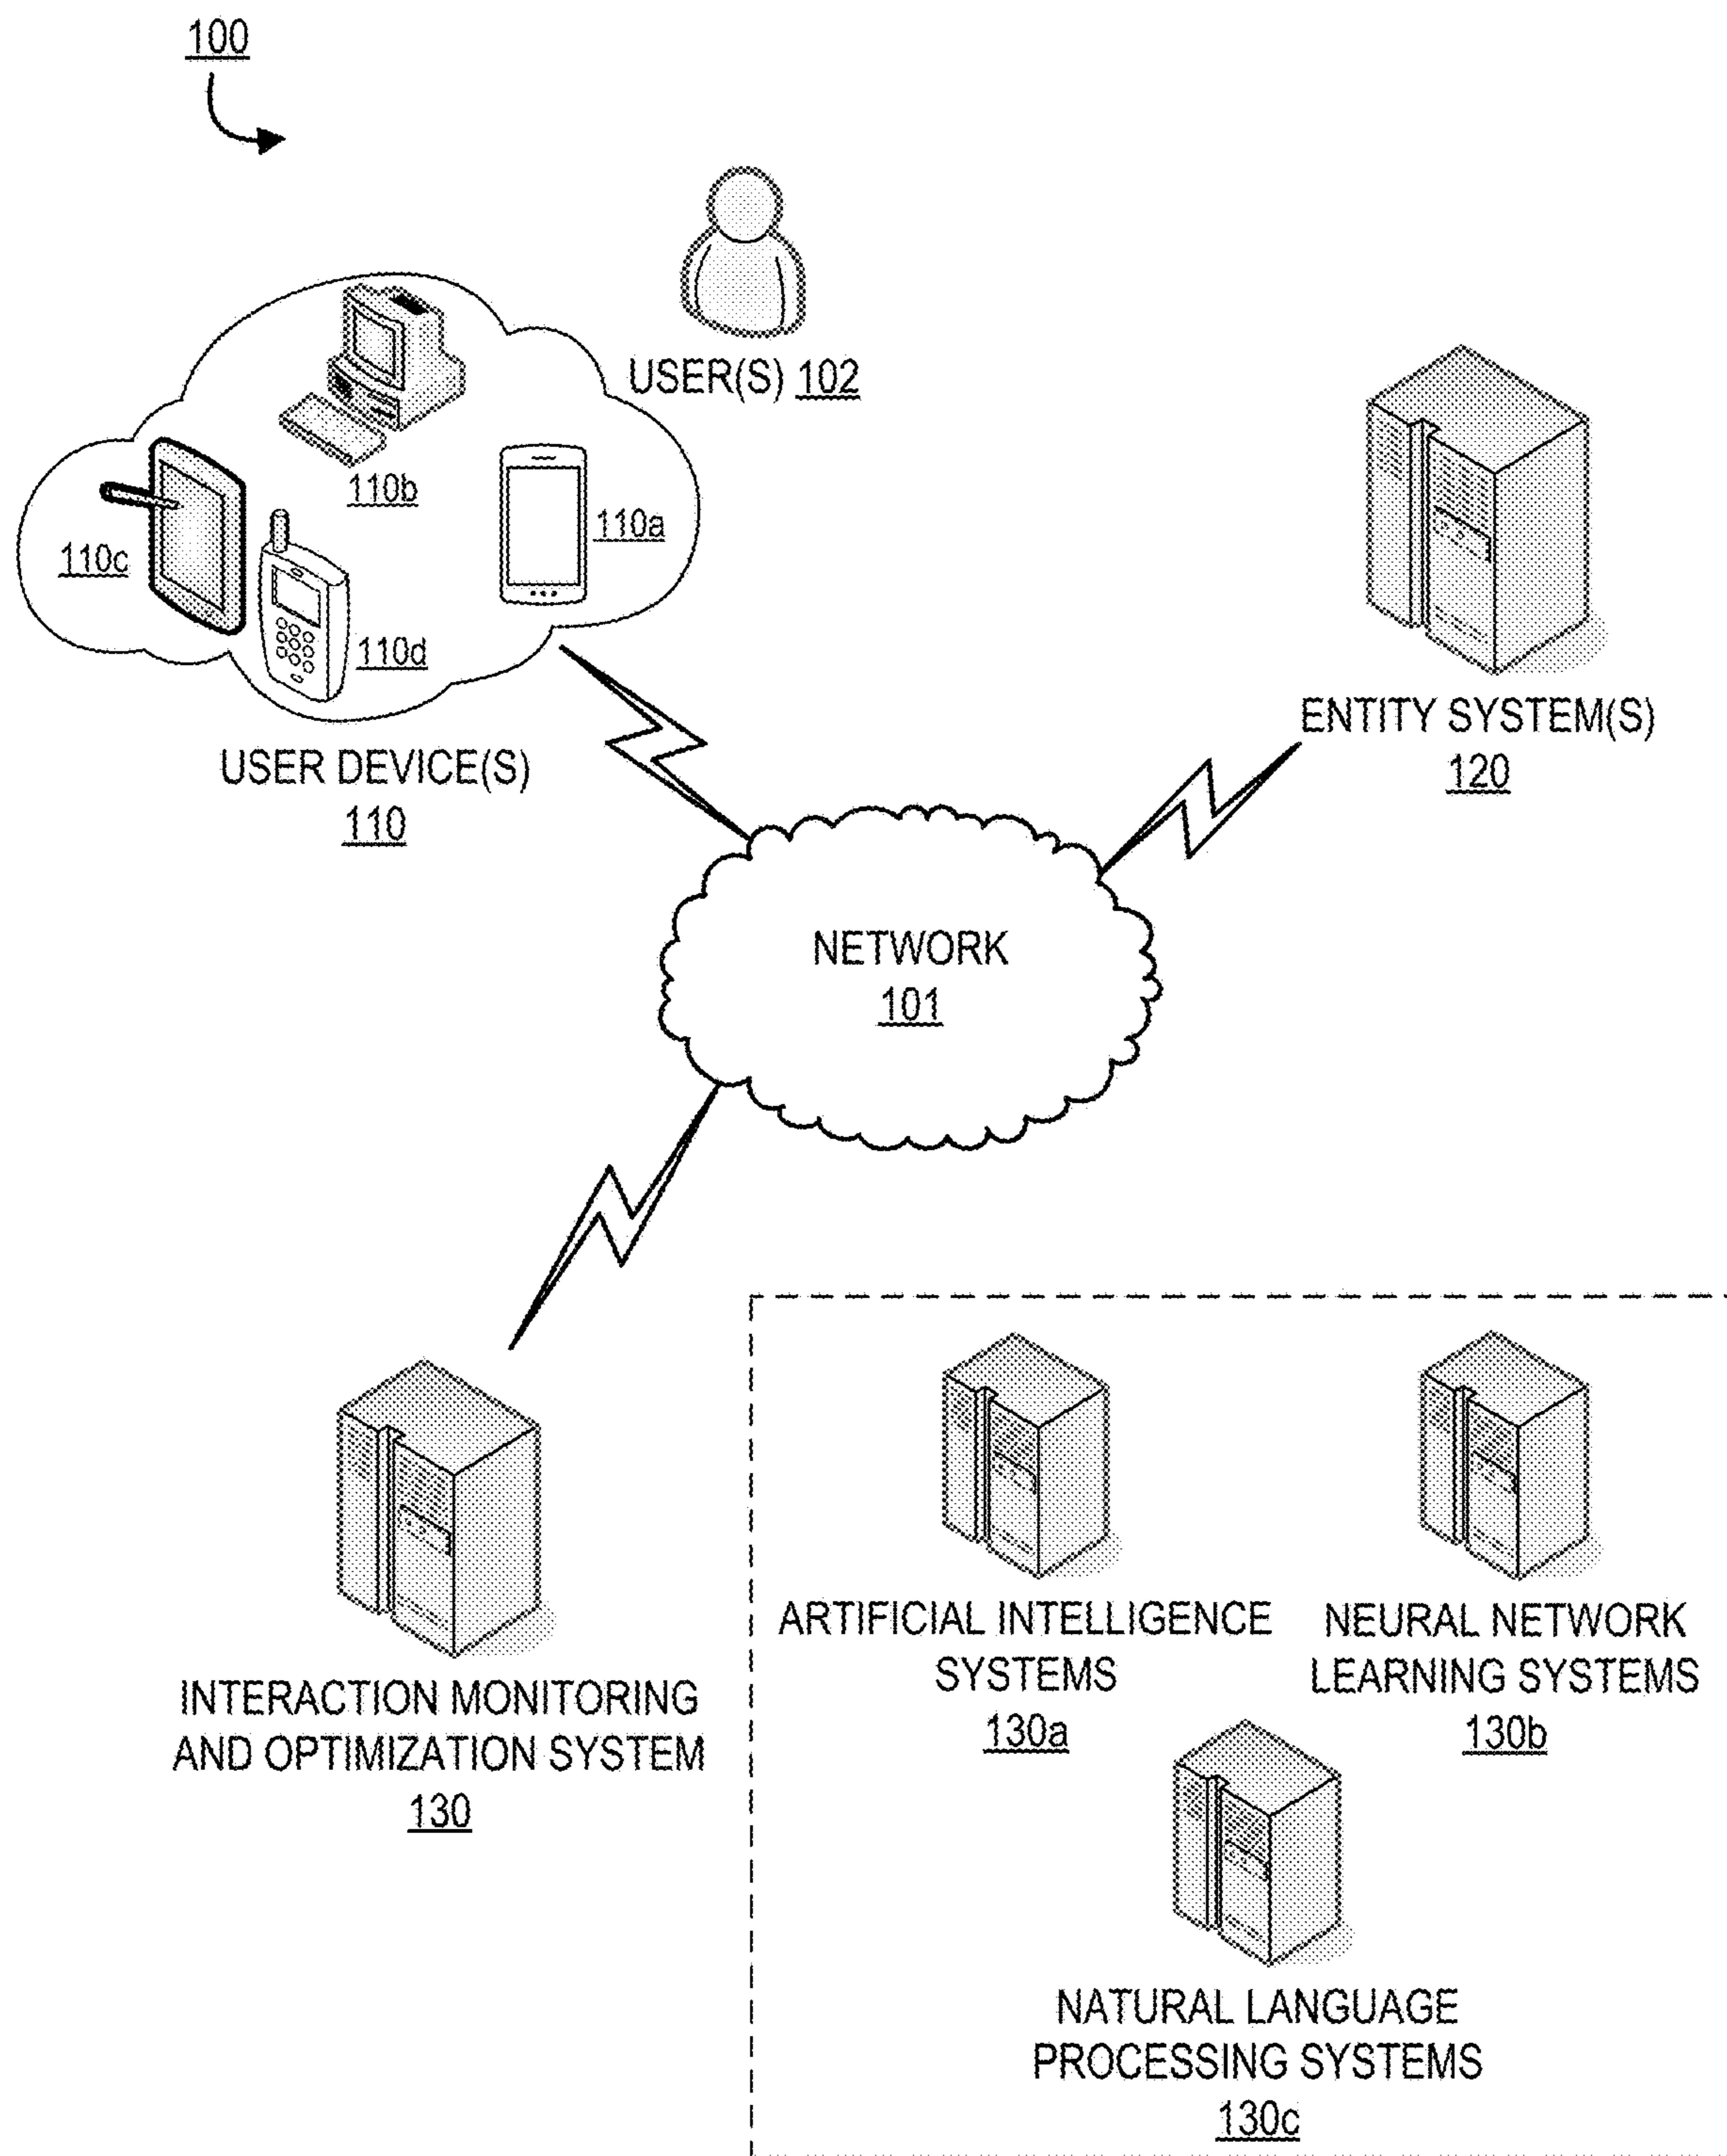 100
USER(S) 102
110b
110a
110c
110d
USER DEVICE(S)
110
ENTITY SYSTEM(S)
120
NETWORK
101
INTERACTION MONITORING
AND OPTIMIZATION SYSTEM
130
ARTIFICIAL INTELLIGENCE
SYSTEMS
130a
NEURAL NETWORK
LEARNING SYSTEMS
130b
NATURAL LANGUAGE
PROCESSING SYSTEMS
130c